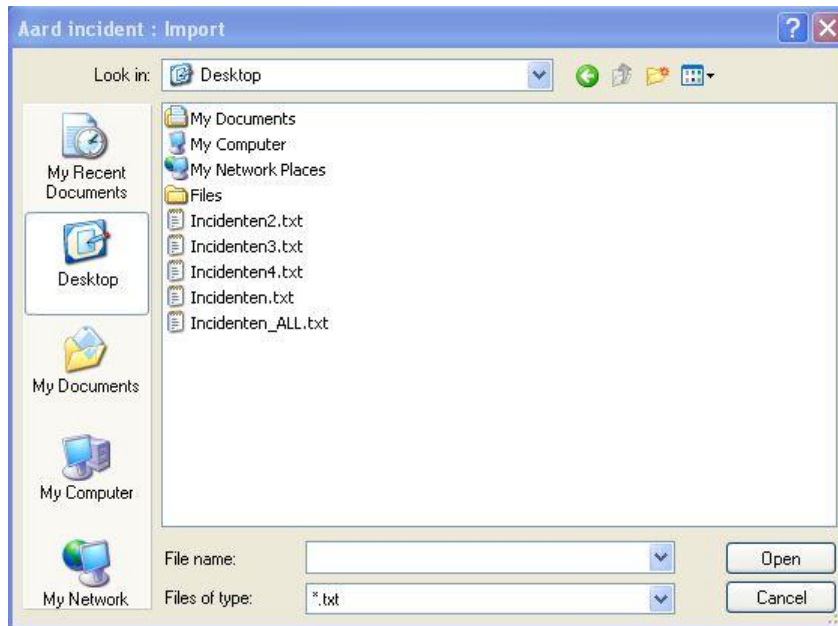 Aard incident : Import
Look in: Desktop
My Recent
Documents
Desktop
My Documents
My Computer
My Network
My Documents
My Computer
My Network Places
Files
Incidenten2.txt
Incidenten3.txt
Incidenten4.txt
Incidenten.txt
Incidenten_ALL.txt
File name:
Open
Files of type: *.txt
Cancel